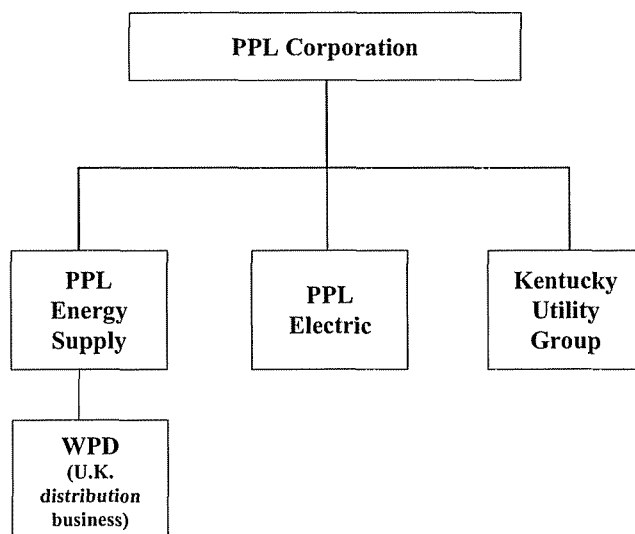 PPL Corporation
PPL
Energy
Supply
PPL
Electric
Kentucky
Utility
Group
WPD
(U.K.
distribution
business)